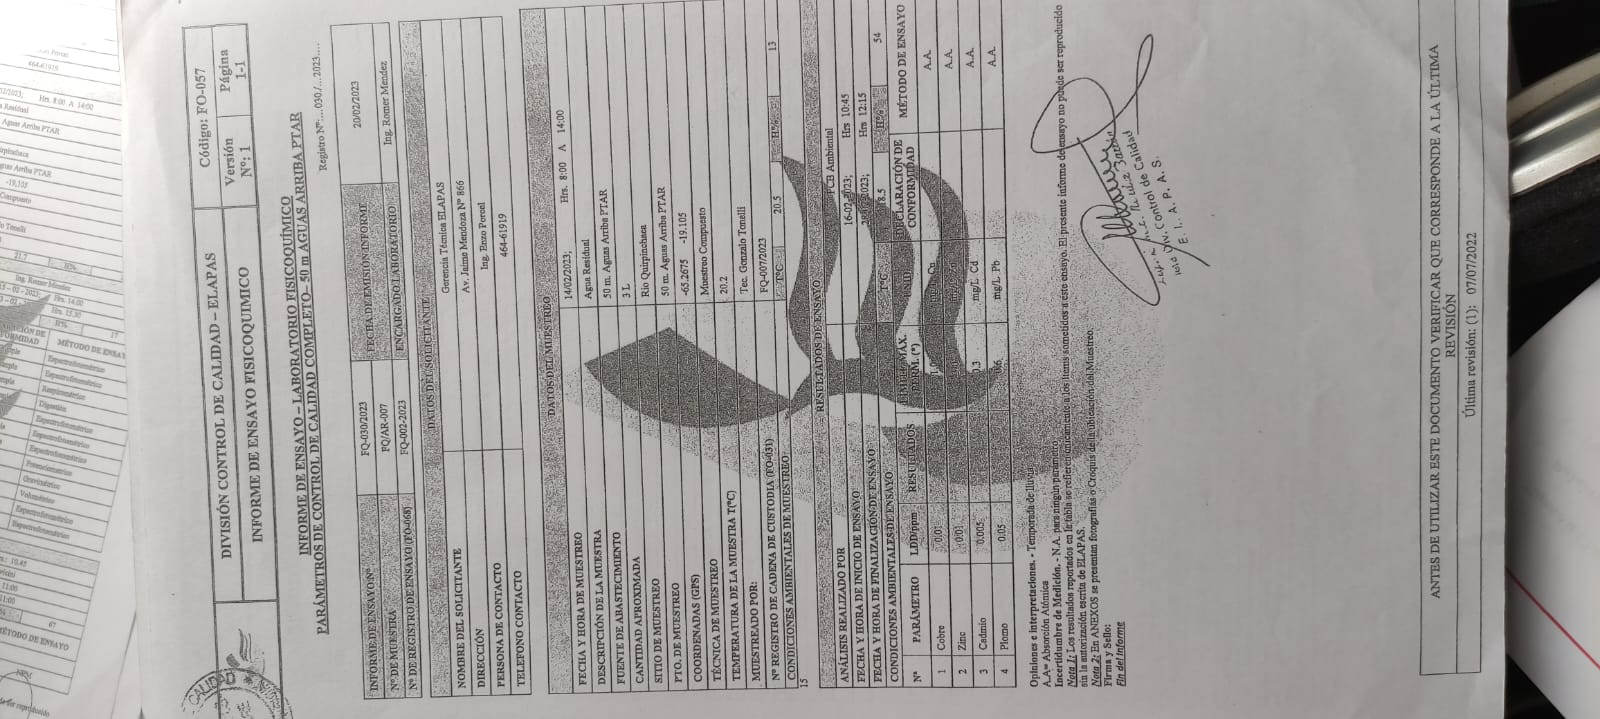 DIVISIÓN CONTROL DE CALIDAD – ELAPAS
Código: FO-057
INFORME DE ENSAYO FISICOQUIMICO
Versión Nº: 1
Página 1-1
INFORME DE ENSAYO – LABORATORIO FISICOQUÍMICO
PARÁMETROS DE CONTROL DE CALIDAD COMPLETO– 50 m AGUAS ARRIBA PTAR
Registro Nº:...030./...2023....
INFORME DE ENSAYO Nº FQ-030/2023 FECHA DE EMISIÓN INFORME 20/02/2023
Nº DE MUESTRA FQ/AR-007
Nº DE REGISTRO DE ENSAYO (FO-068) FQ-002-2023 ENCARGADO LABORATORIO Ing. Romer Mendez
DATOS DEL SOLICITANTE
NOMBRE DEL SOLICITANTE Gerencia Técnica ELAPAS
DIRECCIÓN Av. Jaime Mendoza Nº 866
PERSONA DE CONTACTO Ing. Enzo Porcel
TELEFONO CONTACTO 464-61919
DATOS DEL MUESTREO
FECHA Y HORA DE MUESTREO 14/02/2023; Hrs. 8:00 A 14:00
DESCRIPCIÓN DE LA MUESTRA Agua Residual
FUENTE DE ABASTECIMIENTO 50 m. Aguas Arriba PTAR
CANTIDAD APROXIMADA 3 L
SITIO DE MUESTREO Rio Quirpinchaca
PTO. DE MUESTREO 50 m. Aguas Arriba PTAR
COORDENADAS (GPS) -65.2675 -19.105
TÉCNICA DE MUESTREO Muestreo Compuesto
TEMPERATURA DE LA MUESTRA T(ºC) 20.2
MUESTREADO POR: Tec. Gonzalo Tonelli
Nº REGISTRO DE CADENA DE CUSTODIA (FO-031) FQ-007/2023
CONDICIONES AMBIENTALES DE MUESTREO TºC 20.5 H% 13
15
RESULTADOS DE ENSAYO
ANÁLISIS REALIZADO POR PCB Ambiental
FECHA Y HORA DE INICIO DE ENSAYO 16-02-2023; Hrs 10:45
FECHA Y HORA DE FINALIZACIÓN DE ENSAYO 2023; Hrs 12:15
CONDICIONES AMBIENTALES DE ENSAYO TºC 18.5 H% 54
Nº PARÁMETRO LDD/ppm RESULTADOS LIMITE MAX. PERM. (*) UNID DECLARACIÓN DE CONFORMIDAD MÉTODO DE ENSAYO
1 Cobre 0.01 1.0 mg/L Cu A.A.
2 Zinc 0.01 mg/L Zn A.A.
3 Cadmio 0.005 0.3 mg/L Cd A.A.
4 Plomo 0.05 0.6 mg/L Pb A.A.
Opiniones e interpretaciones. - Temporada de lluvia
A.A= Absorción Atómica
Incertidumbre de Medición. - N.A. para ningún parámetro
Nota 1: Los resultados reportados en la tabla se refieren únicamente a los ítems sometidos a este ensayo. El presente informe de ensayo no puede ser reproducido
sin la autorización escrita de ELAPAS.
Nota 2: En ANEXOS se presentan fotografías o Croquis de la ubicación del Muestreo.
Firma y Sello:
Fin del Informe
Div. Control de Calidad
E. L. A. P. A. S.
ANTES DE UTILIZAR ESTE DOCUMENTO VERIFICAR QUE CORRESPONDE A LA ÚLTIMA
REVISIÓN
Última revisión: (1): 07/07/2022